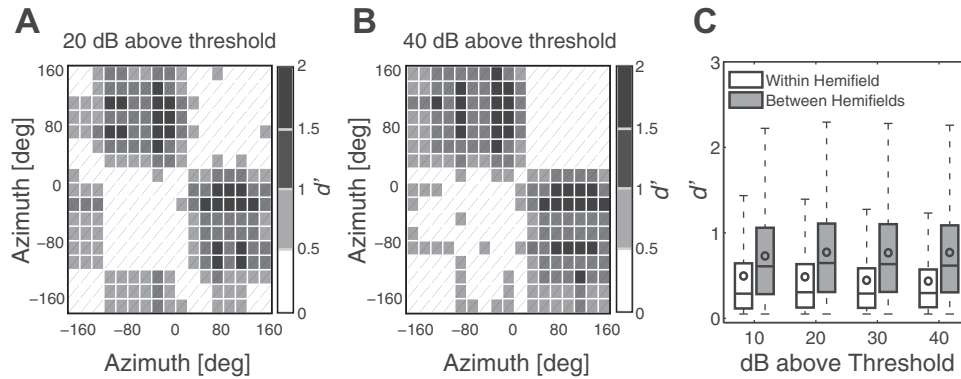 A
20 dB above threshold
160
80
0
−80
−160
Azimuth [deg]
−160
−80
0
80
160
Azimuth [deg]
2
1.5
1
0.5
0
d'
B
40 dB above threshold
160
80
0
−80
−160
Azimuth [deg]
−160
−80
0
80
160
Azimuth [deg]
2
1.5
1
0.5
0
d'
C
3
2
1
0
d'
Within Hemifield
Between Hemifields
10
20
30
40
dB above Threshold